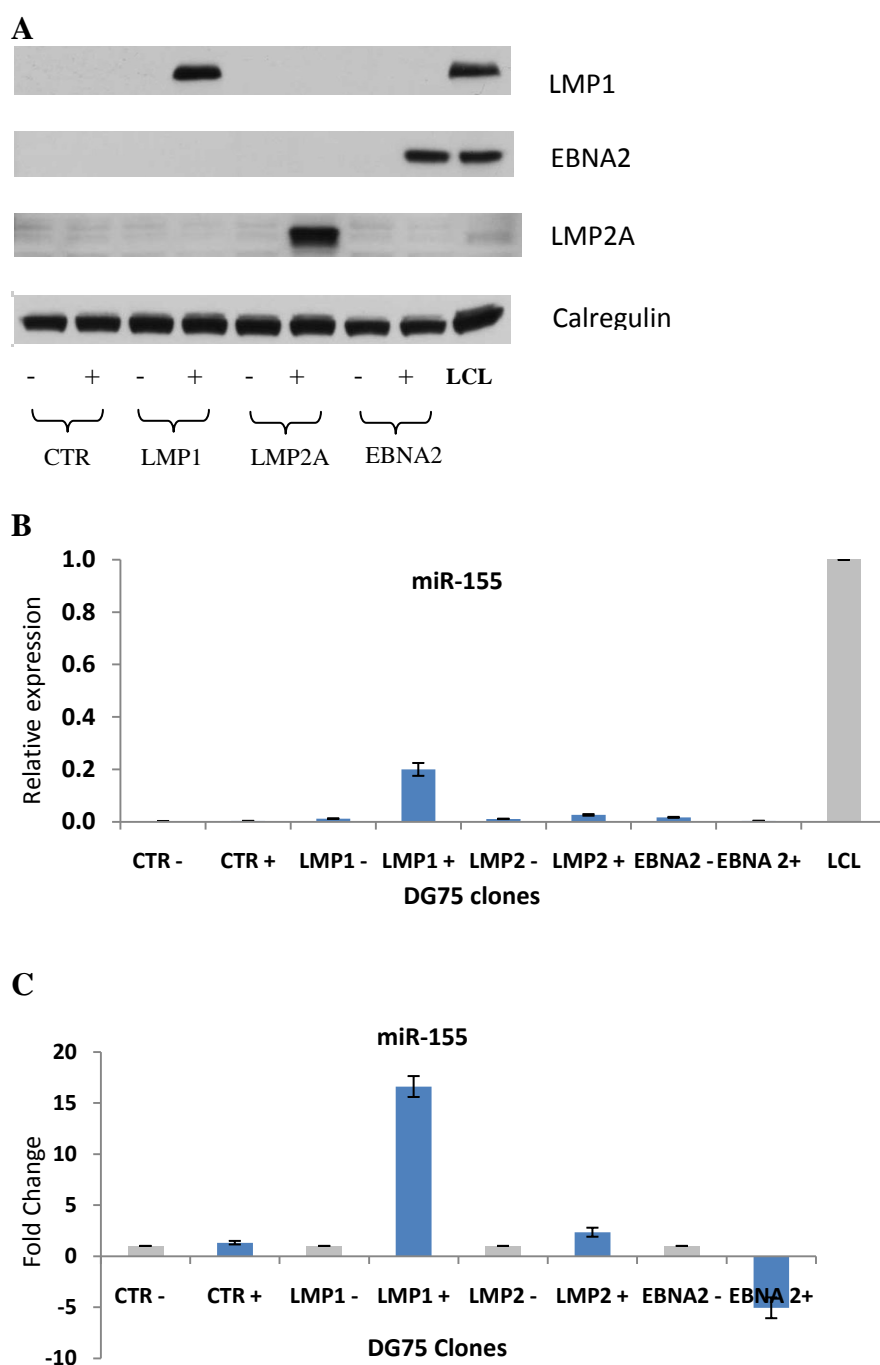 A
LMP1
EBNA2
LMP2A
Calregulin
- + - + - + - + LCL
CTR LMP1 LMP2A EBNA2
B
miR-155
Relative expression
1.0
0.8
0.6
0.4
0.2
0.0
CTR - CTR + LMP1 - LMP1 + LMP2 - LMP2 + EBNA2 - EBNA 2+ LCL
DG75 clones
C
miR-155
Fold Change
20
15
10
5
0
-5
-10
CTR - CTR + LMP1 - LMP1 + LMP2 - LMP2 + EBNA2 - EBNA 2+
DG75 Clones